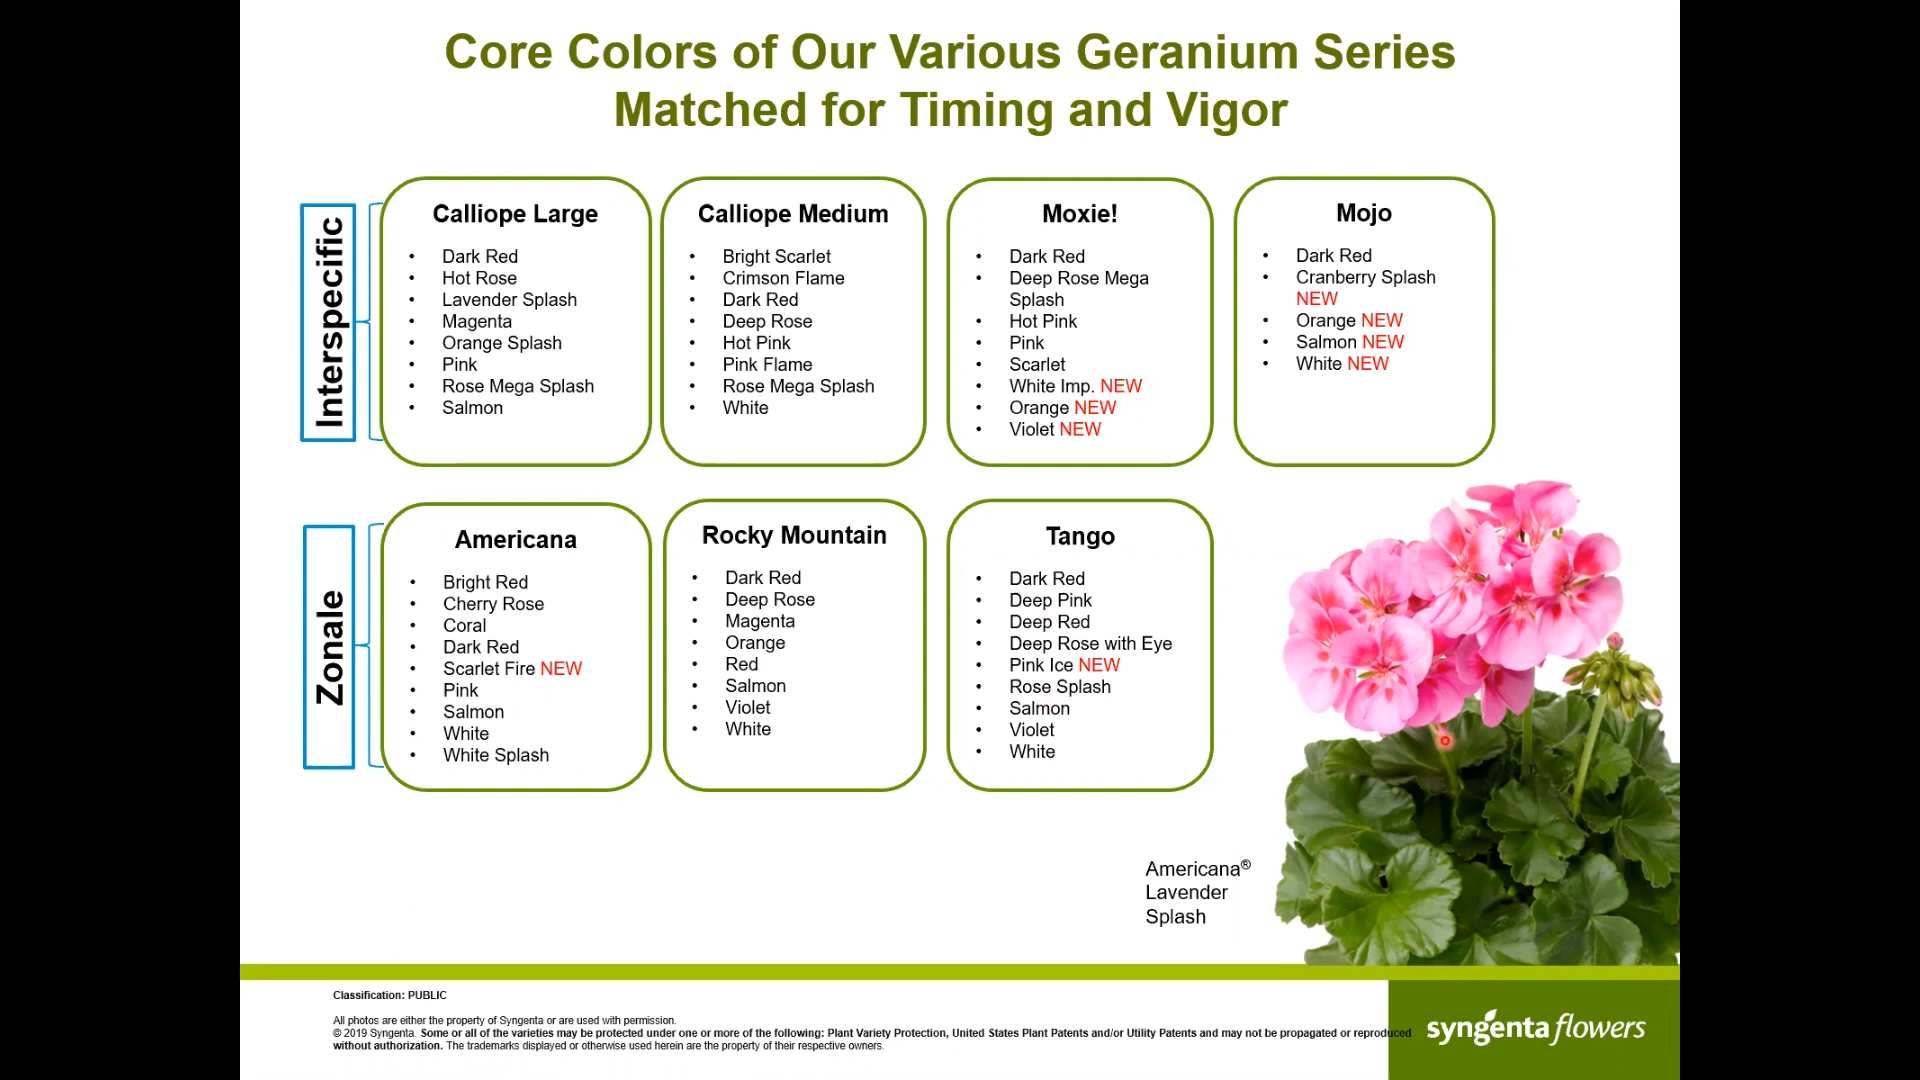 Core Colors of Our Various Geranium Series
Matched for Timing and Vigor
Interspecific
Calliope Large
• Dark Red
• Hot Rose
• Lavender Splash
• Magenta
• Orange Splash
• Pink
• Rose Mega Splash
• Salmon
Calliope Medium
• Bright Scarlet
• Crimson Flame
• Dark Red
• Deep Rose
• Hot Pink
• Pink Flame
• Rose Mega Splash
• White
Moxie!
• Dark Red
• Deep Rose Mega
Splash
• Hot Pink
• Pink
• Scarlet
• White Imp. NEW
• Orange NEW
• Violet NEW
Mojo
• Dark Red
• Cranberry Splash
NEW
• Orange NEW
• Salmon NEW
• White NEW
Zonale
Americana
• Bright Red
• Cherry Rose
• Coral
• Dark Red
• Scarlet Fire NEW
• Pink
• Salmon
• White
• White Splash
Rocky Mountain
• Dark Red
• Deep Rose
• Magenta
• Orange
• Red
• Salmon
• Violet
• White
Tango
• Dark Red
• Deep Pink
• Deep Red
• Deep Rose with Eye
• Pink Ice NEW
• Rose Splash
• Salmon
• Violet
• White
Americana®
Lavender
Splash
Classification: PUBLIC
All photos are either the property of Syngenta or are used with permission.
© 2019 Syngenta. Some or all of the varieties may be protected under one or more of the following: Plant Variety Protection, United States Plant Patents and/or Utility Patents and may not be propagated or reproduced
without authorization. The trademarks displayed or otherwise used herein are the property of their respective owners.
syngenta flowers